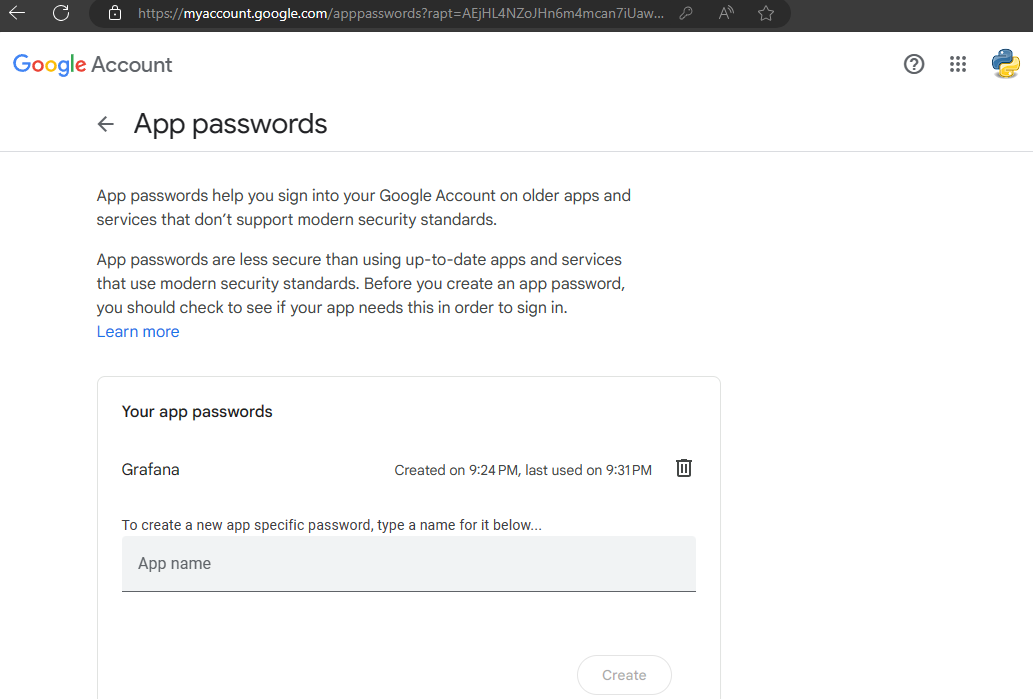 https://myaccount.google.com/apppasswords?rapt=AEjHL4NZoJHn6m4mcan7iUaw...
Google Account
App passwords
App passwords help you sign into your Google Account on older apps and
services that don’t support modern security standards.
App passwords are less secure than using up-to-date apps and services
that use modern security standards. Before you create an app password,
you should check to see if your app needs this in order to sign in.
Learn more
Your app passwords
Grafana Created on 9:24 PM, last used on 9:31 PM
To create a new app specific password, type a name for it below...
App name
Create